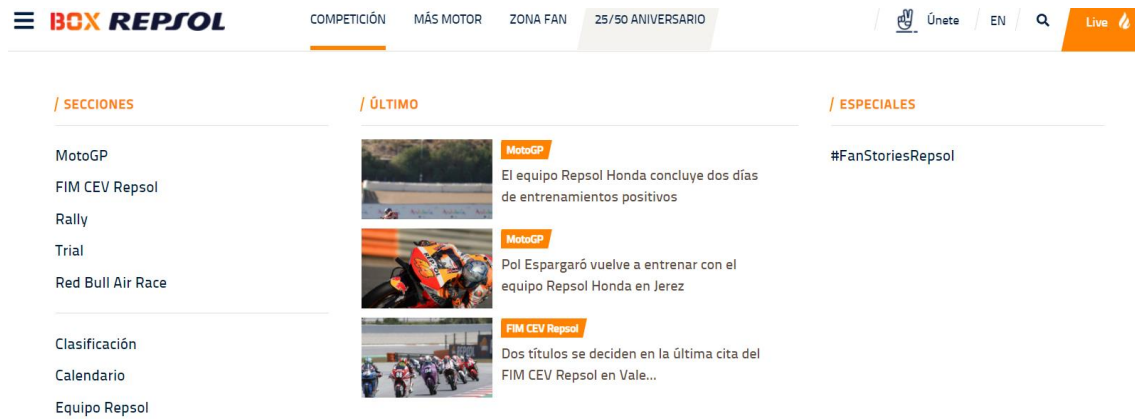 BOX REPSOL
COMPETICIÓN
MÁS MOTOR
ZONA FAN
25/50 ANIVERSARIO
Únete
EN
Live
/ SECCIONES
MotoGP
FIM CEV Repsol
Rally
Trial
Red Bull Air Race
Clasificación
Calendario
Equipo Repsol
/ ÚLTIMO
MotoGP
El equipo Repsol Honda concluye dos días
de entrenamientos positivos
MotoGP
Pol Espargaró vuelve a entrenar con el
equipo Repsol Honda en Jerez
FIM CEV Repsol
Dos títulos se deciden en la última cita del
FIM CEV Repsol en Vale...
/ ESPECIALES
#FanStoriesRepsol